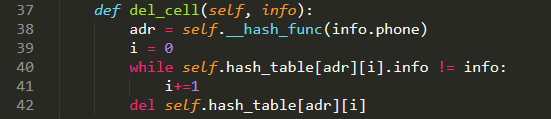 37 def del_cell(self, info):
38 adr = self.__hash_func(info.phone)
39 i = 0
40 while self.hash_table[adr][i].info != info:
41 i+=1
42 del self.hash_table[adr][i]